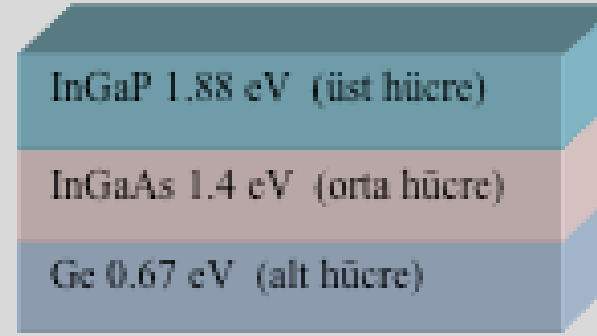 InGaP 1.88 eV (üst hücre)
InGaAs 1.4 eV (orta hücre)
Ge 0.67 eV (alt hücre)